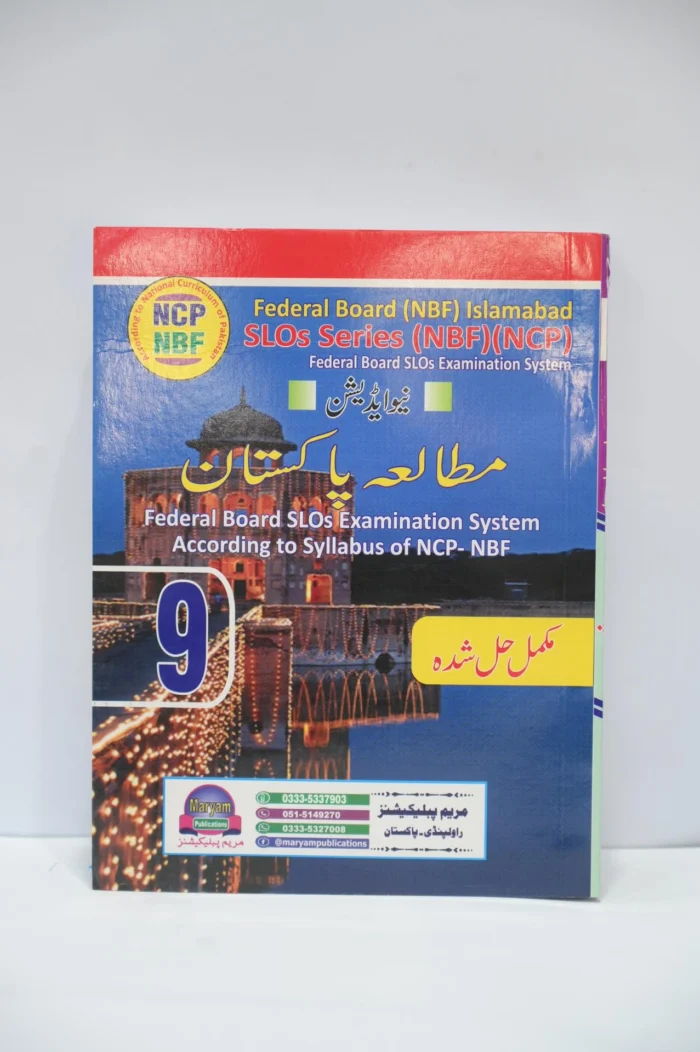 According to National Curriculum of Pakistan
NCP
NBF
Federal Board (NBF) Islamabad
SLOs Series (NBF)(NCP)
Federal Board SLOs Examination System
نیو ایڈیشن
مطالعہ پاکستان
Federal Board SLOs Examination System
According to Syllabus of NCP- NBF
9
مکمل حل شدہ
Maryam
Publications
مریم پبلیکیشنز
0333-5337903
051-5149270
0333-5327008
@maryampublications
مریم پبلیکیشنز
راولپنڈی۔پاکستان